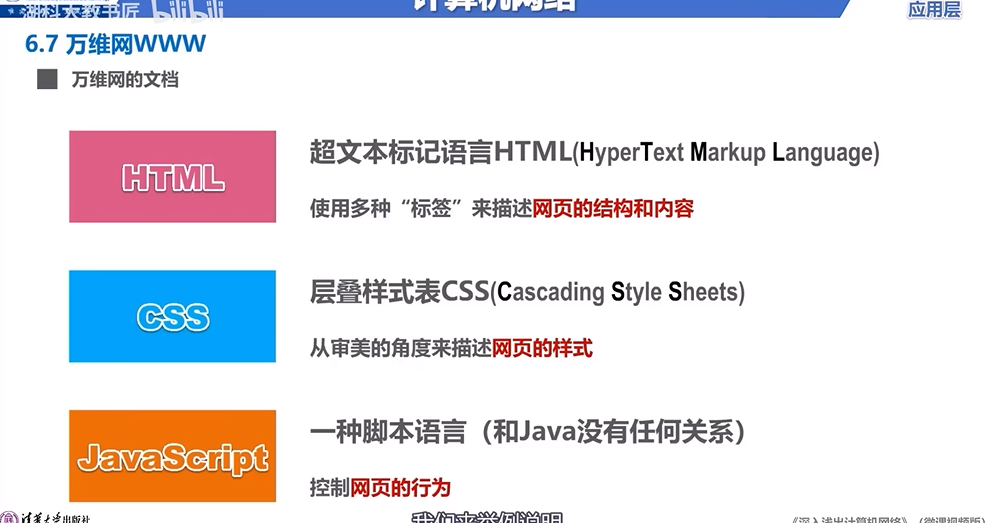 湖科大教书匠 bilibili
计算机网络
应用层
6.7 万维网WWW
万维网的文档
HTML
超文本标记语言HTML(HyperText Markup Language)
使用多种“标签”来描述网页的结构和内容
CSS
层叠样式表CSS(Cascading Style Sheets)
从审美的角度来描述网页的样式
JavaScript
一种脚本语言（和Java没有任何关系）
控制网页的行为
清华大学出版社
我们来举例说明
《深入浅出计算机网络》（微课视频版）